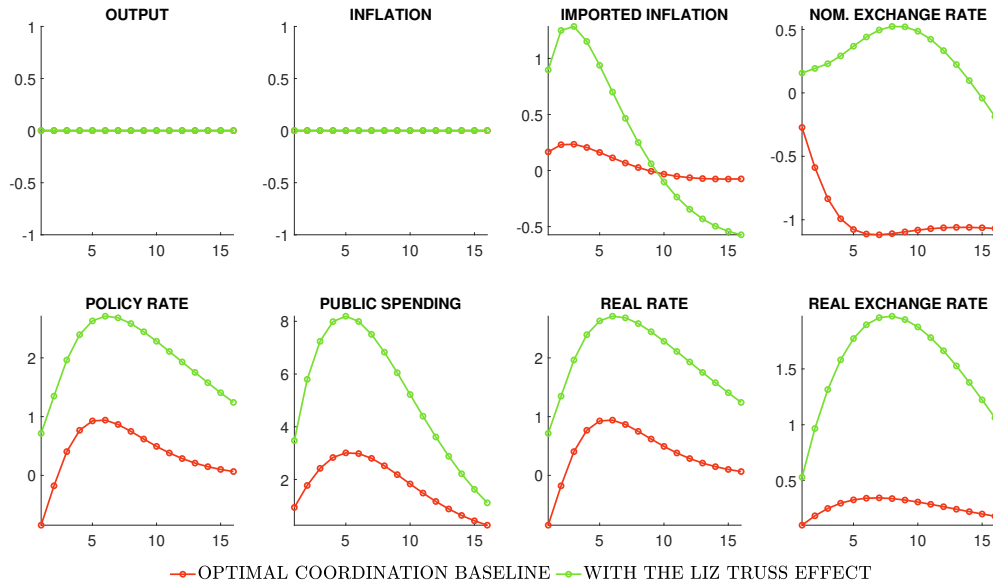 OUTPUT INFLATION IMPORTED INFLATION NOM. EXCHANGE RATE
1 1 1 0.5
0.5 0.5 0.5 0
0 0 0 -0.5
-0.5 -0.5 -0.5 -1
-1 -1
5 10 15 5 10 15 5 10 15 5 10 15
POLICY RATE PUBLIC SPENDING REAL RATE REAL EXCHANGE RATE
2 8 2 1.5
1 6 1 1
0 4 0 0.5
2
5 10 15 5 10 15 5 10 15 5 10 15
OPTIMAL COORDINATION BASELINE WITH THE LIZ TRUSS EFFECT